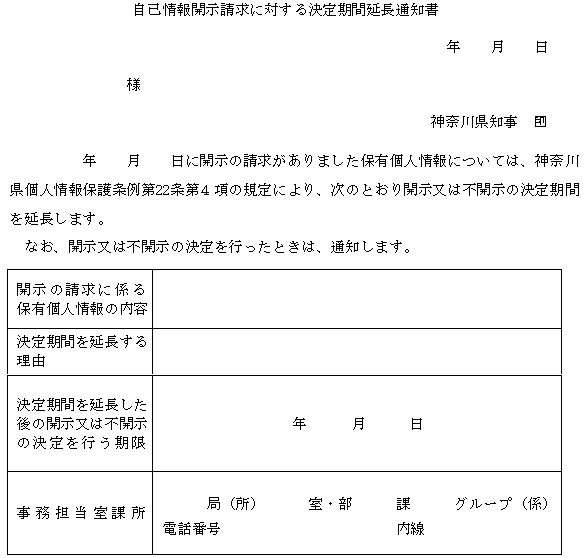 自己情報開示請求に対する決定期間延長通知書
年　　月　　日
様
神奈川県知事　印
年　　月　　日に開示の請求がありました保有個人情報については、神奈川
県個人情報保護条例第22条第４項の規定により、次のとおり開示又は不開示の決定期間
を延長します。
なお、開示又は不開示の決定を行ったときは、通知します。
開示の請求に係る
保有個人情報の内容
決定期間を延長する
理由
決定期間を延長した
後の開示又は不開示
の決定を行う期限
年　　　月　　　日
事務担当室課所
局（所）　　　室・部　　　課　　　グループ（係）
電話番号　　　　　　　　　　　　内線